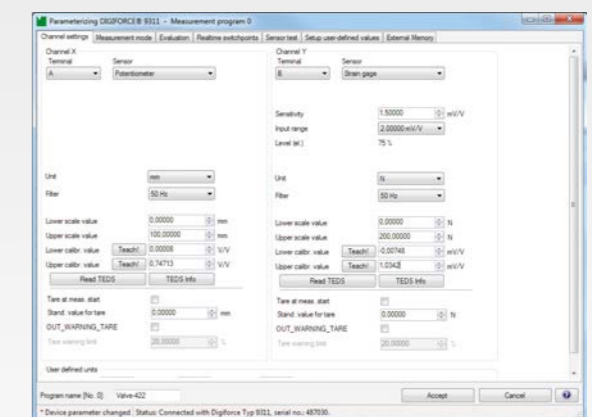 Parameterizing DIGIFORCE® 9311 - Measurement program 0
Channel settings Measurement mode Evaluation Realtime switchpoints Sensor test Setup user-defined values External Memory
Channel X Channel Y
Terminal Sensor Terminal Sensor
A Potentiometer B Strain gage
Sensitivity 1.50000 mV/V
Input range 2.00000 mV/V
Level (el.) 75 %
Unit mm Unit N
Filter 50 Hz Filter 50 Hz
Lower scale value 0.00000 mm Lower scale value 0.00000 N
Upper scale value 100.00000 mm Upper scale value 200.00000 N
Lower calibr. value Teach! 0.00008 V/V Lower calibr. value Teach! -0.00748 mV/V
Upper calibr. value Teach! 0.74713 V/V Upper calibr. value Teach! 1.0342 mV/V
Read TEDS TEDS Info Read TEDS TEDS Info
Tare at meas. start Tare at meas. start
Stand. value for tare 0.00000 mm Stand. value for tare 0.00000 N
OUT_WARNING_TARE OUT_WARNING_TARE
Tare warning limit 20.00000 % Tare warning limit 20.00000 %
User defined units
Program name [No. 0] Valve-422 Accept Cancel
* Device parameter changed Status: Connected with Digiforce Typ 9311, serial no.: 487030.